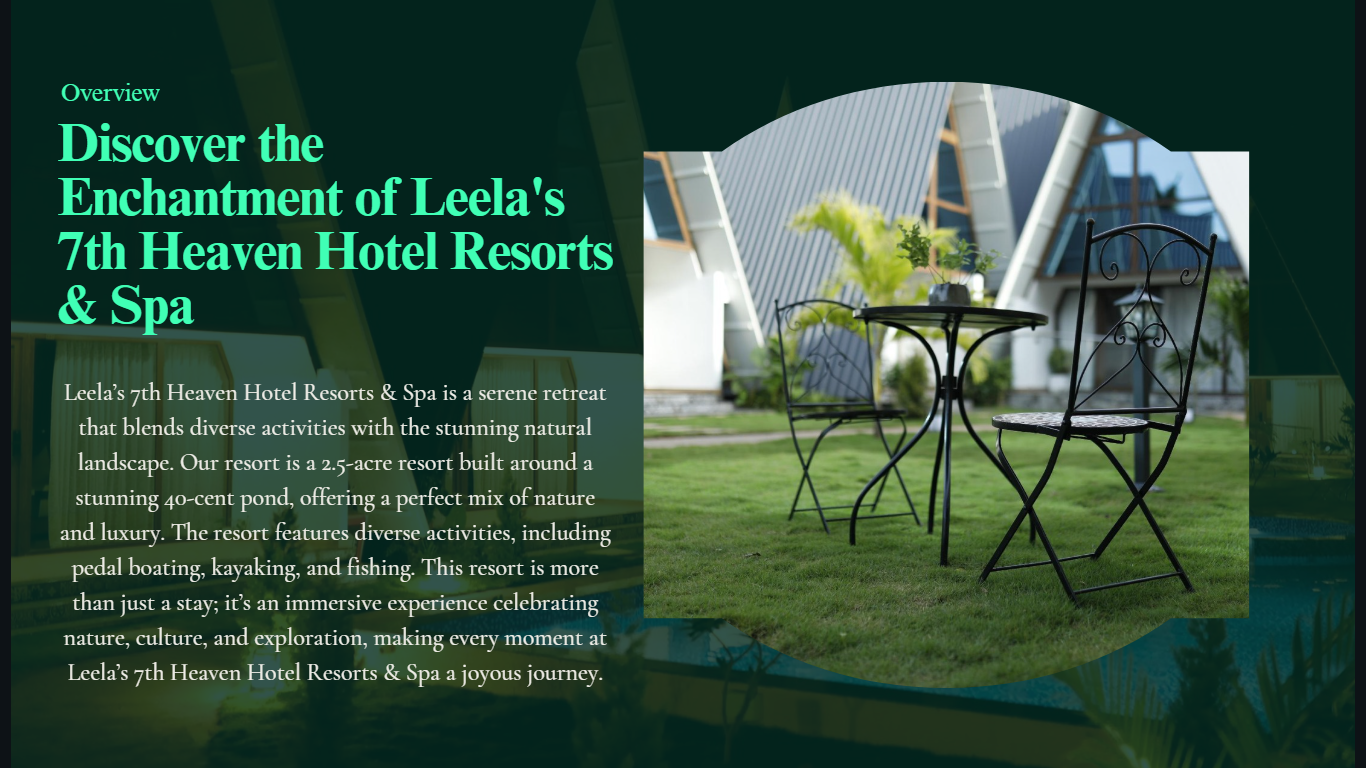 Overview
Discover the
Enchantment of Leela's
7th Heaven Hotel Resorts
& Spa
Leela’s 7th Heaven Hotel Resorts & Spa is a serene retreat
that blends diverse activities with the stunning natural
landscape. Our resort is a 2.5-acre resort built around a
stunning 40-cent pond, offering a perfect mix of nature
and luxury. The resort features diverse activities, including
pedal boating, kayaking, and fishing. This resort is more
than just a stay; it’s an immersive experience celebrating
nature, culture, and exploration, making every moment at
Leela’s 7th Heaven Hotel Resorts & Spa a joyous journey.